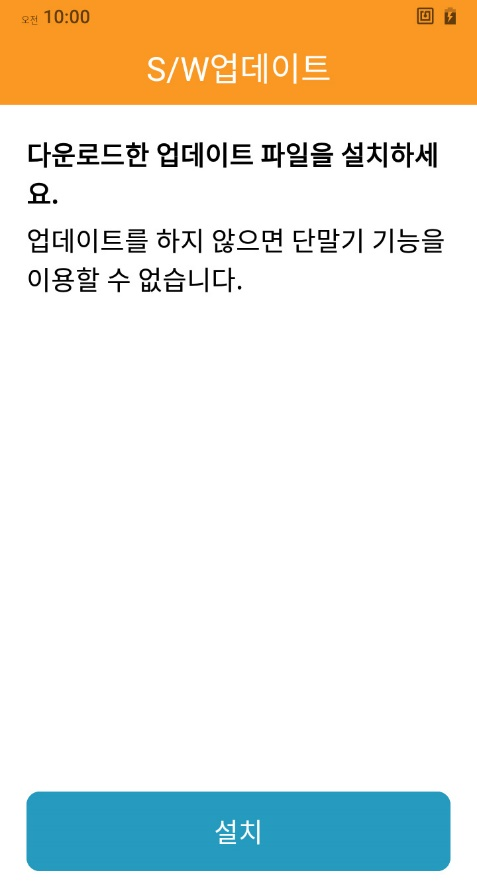 오전 10:00
S/W업데이트
다운로드한 업데이트 파일을 설치하세
요.
업데이트를 하지 않으면 단말기 기능을
이용할 수 없습니다.
설치